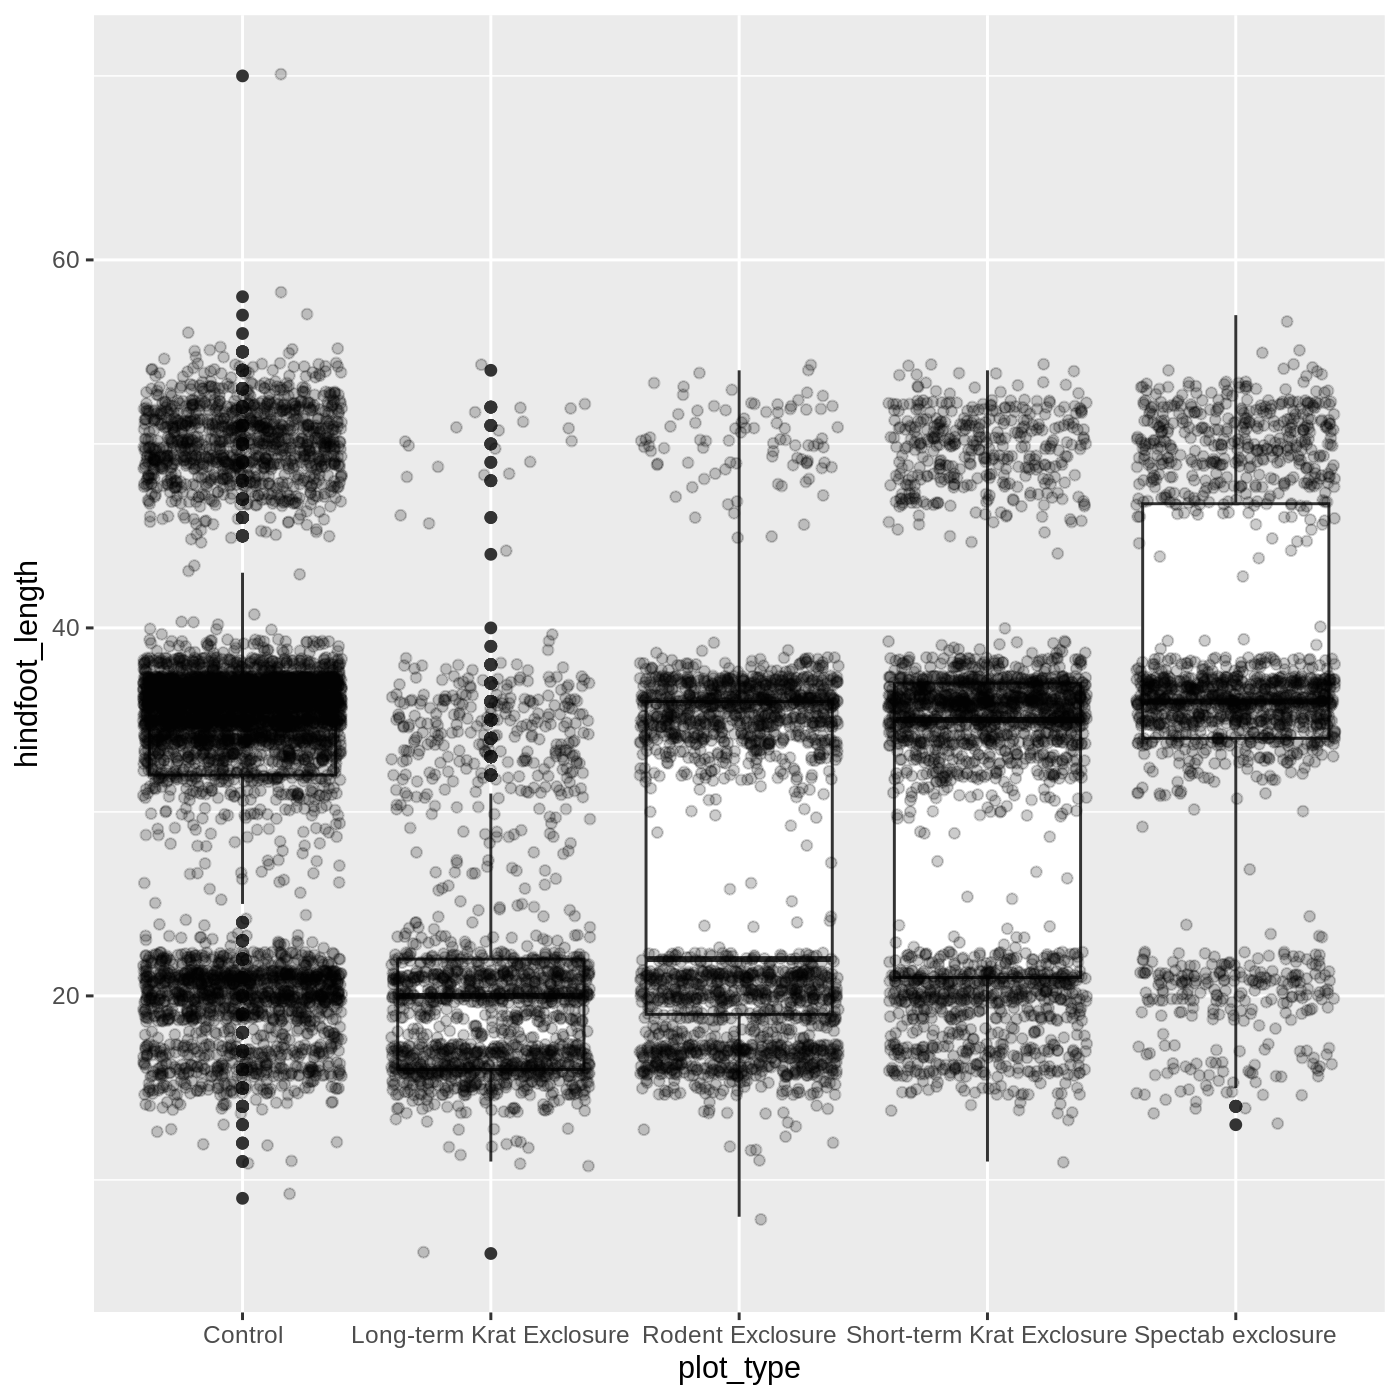 hindfoot_length
60
40
20
Control
Long-term Krat Exclosure
Rodent Exclosure
Short-term Krat Exclosure
Spectab exclosure
plot_type